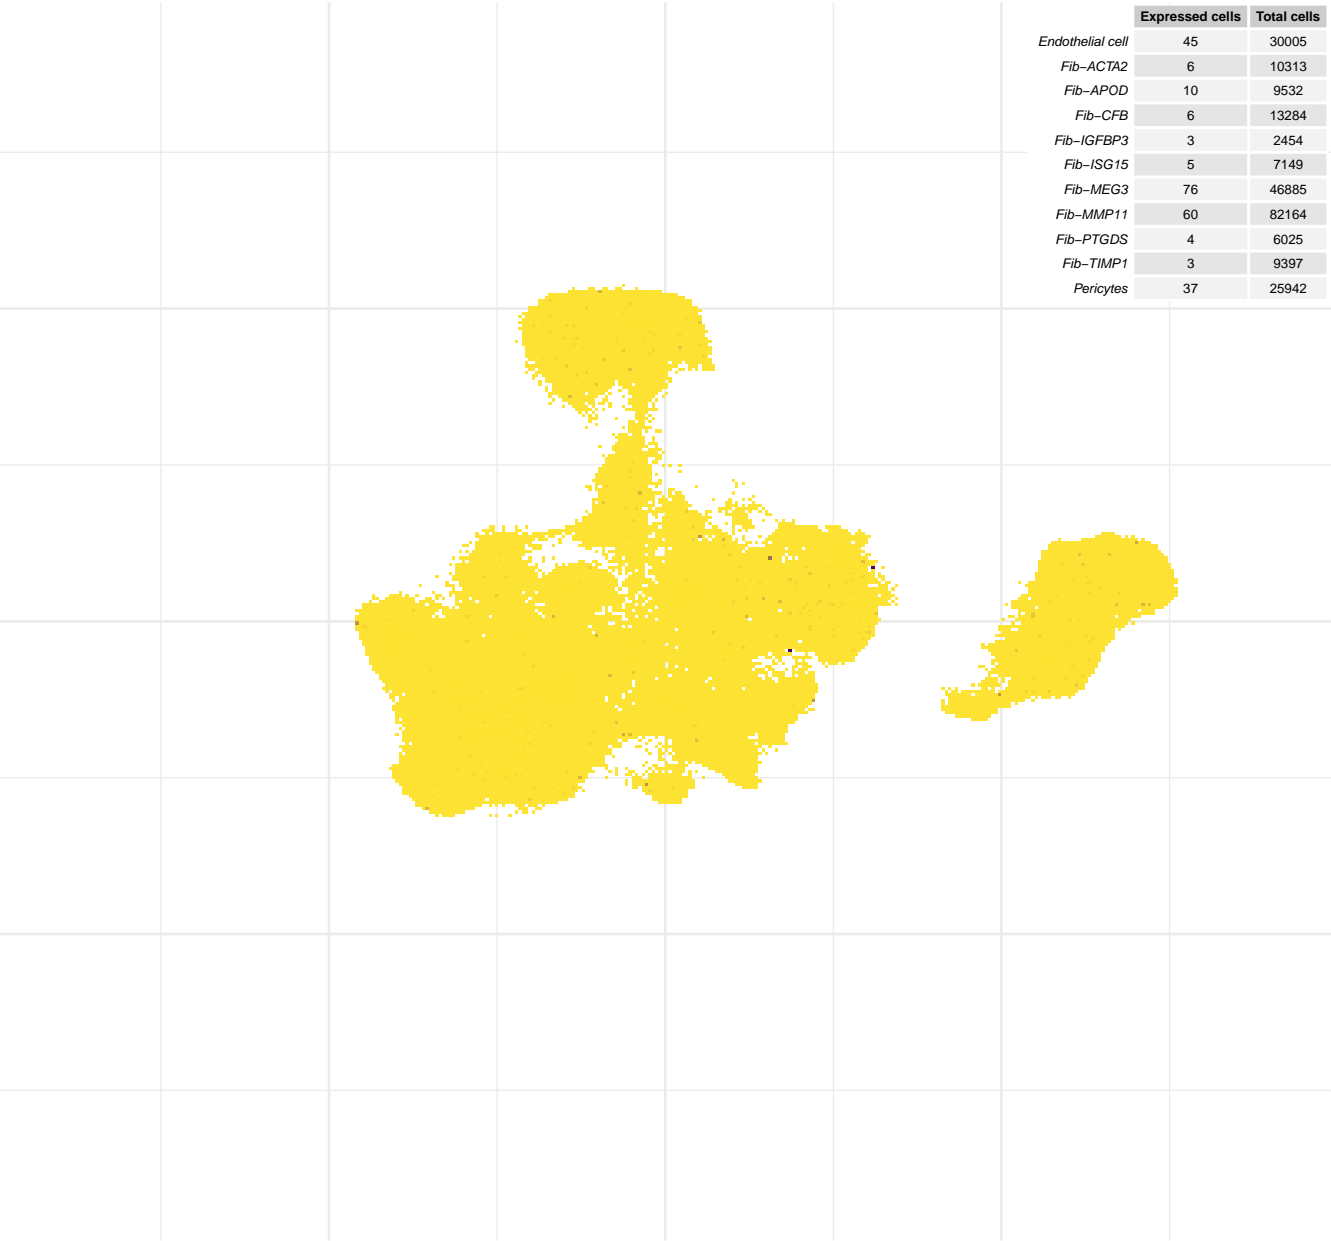 Expressed cells Total cells
Endothelial cell 45 30005
Fib−ACTA2 6 10313
Fib−APOD 10 9532
Fib−CFB 6 13284
Fib−IGFBP3 3 2454
Fib−ISG15 5 7149
Fib−MEG3 76 46885
Fib−MMP11 60 82164
Fib−PTGDS 4 6025
Fib−TIMP1 3 9397
Pericytes 37 25942